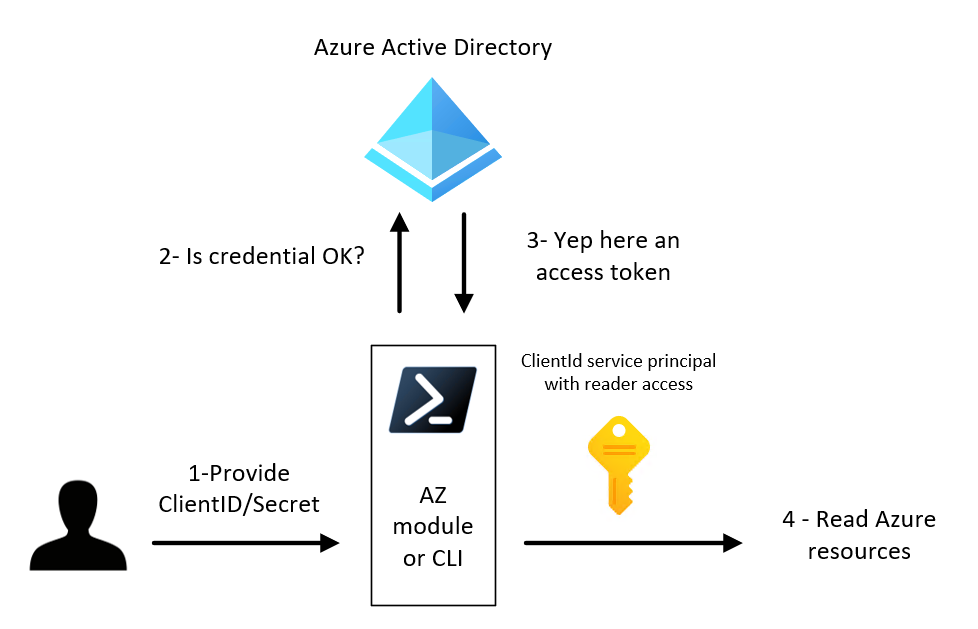 Azure Active Directory
2- Is credential OK?
3- Yep here an
access token
ClientId service principal
with reader access
1-Provide
ClientID/Secret
AZ
module
or CLI
4 - Read Azure
resources